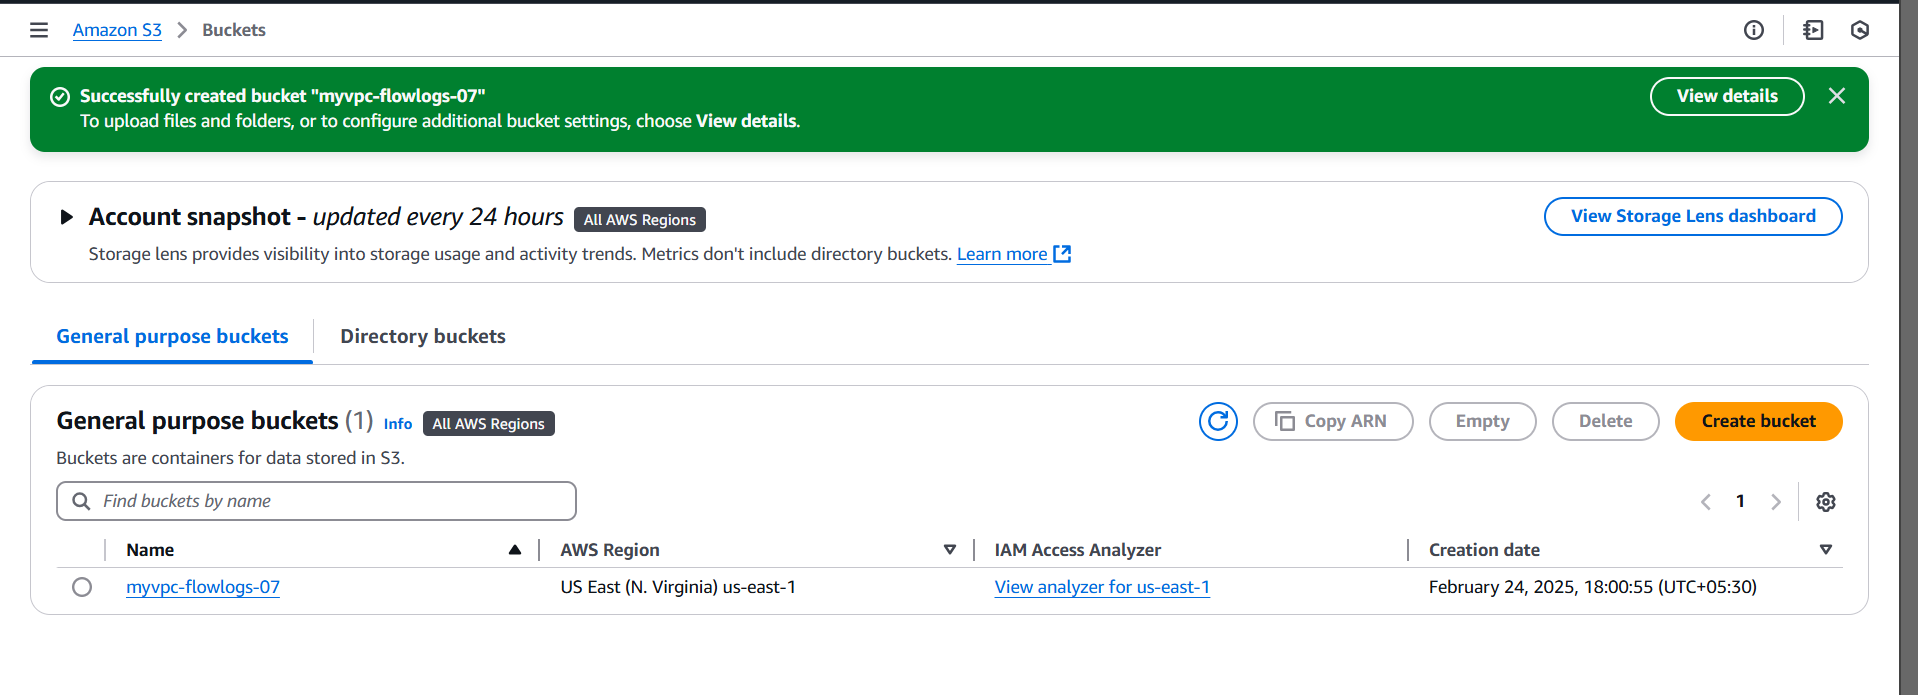 Amazon S3 > Buckets
Successfully created bucket "myvpc-flowlogs-07"
View details
To upload files and folders, or to configure additional bucket settings, choose View details.
Account snapshot - updated every 24 hours All AWS Regions
View Storage Lens dashboard
Storage lens provides visibility into storage usage and activity trends. Metrics don't include directory buckets. Learn more
General purpose buckets Directory buckets
General purpose buckets (1) Info All AWS Regions
Copy ARN Empty Delete Create bucket
Buckets are containers for data stored in S3.
Find buckets by name
1
Name AWS Region IAM Access Analyzer Creation date
myvpc-flowlogs-07 US East (N. Virginia) us-east-1 View analyzer for us-east-1 February 24, 2025, 18:00:55 (UTC+05:30)